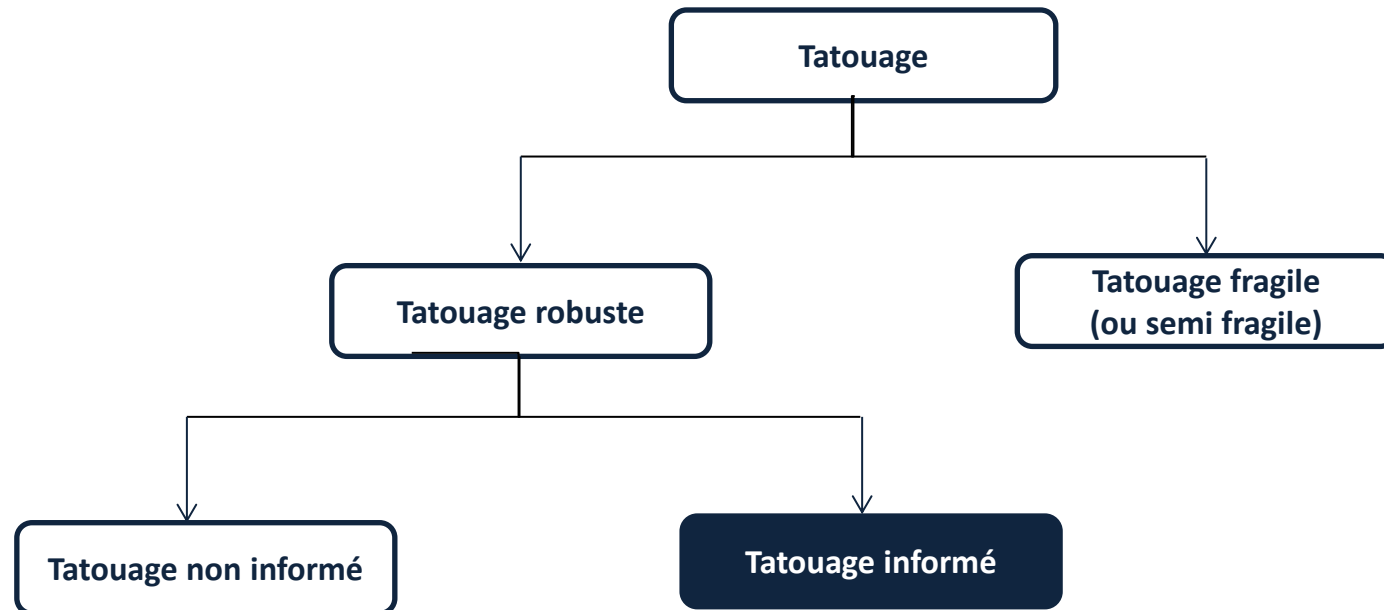 Tatouage
Tatouage robuste
Tatouage fragile
(ou semi fragile)
Tatouage non informé
Tatouage informé